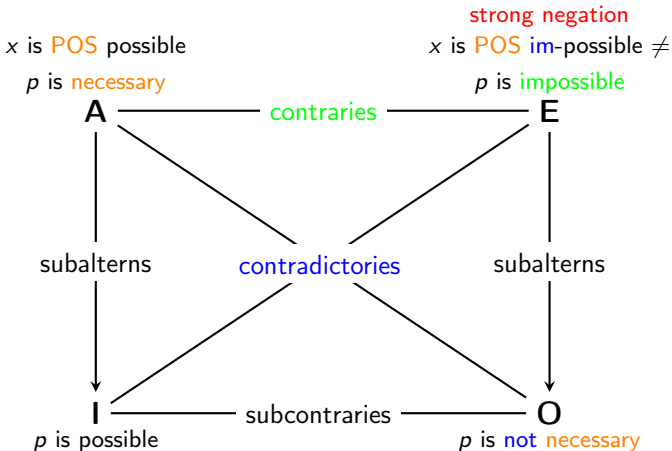 strong negation
x is POS possible
x is POS im-possible ≠
p is necessary
p is impossible
A
contraries
E
subalterns
contradictories
subalterns
I
subcontraries
O
p is possible
p is not necessary